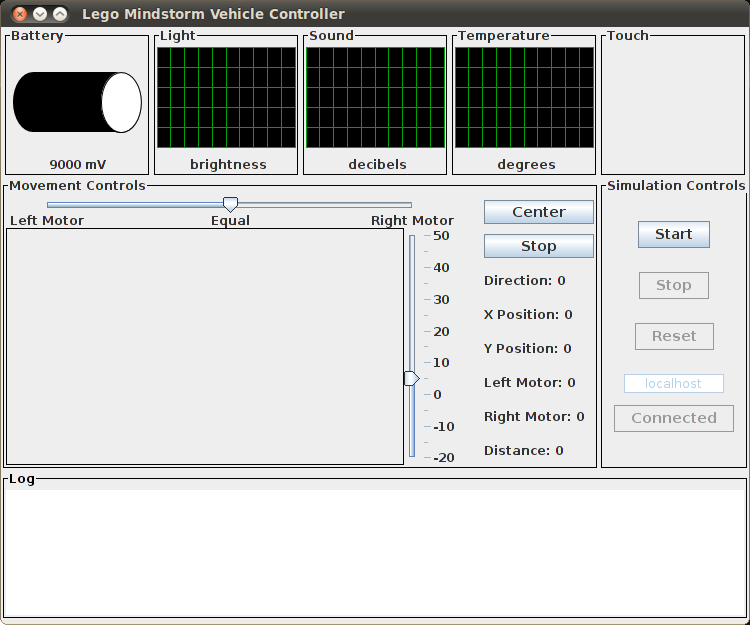 Lego Mindstorm Vehicle Controller
Battery
Light
Sound
Temperature
Touch
9000 mV
brightness
decibels
degrees
Movement Controls
Left Motor
Equal
Right Motor
50
40
30
20
10
0
-10
-20
Center
Stop
Direction: 0
X Position: 0
Y Position: 0
Left Motor: 0
Right Motor: 0
Distance: 0
Simulation Controls
Start
Stop
Reset
localhost
Connected
Log